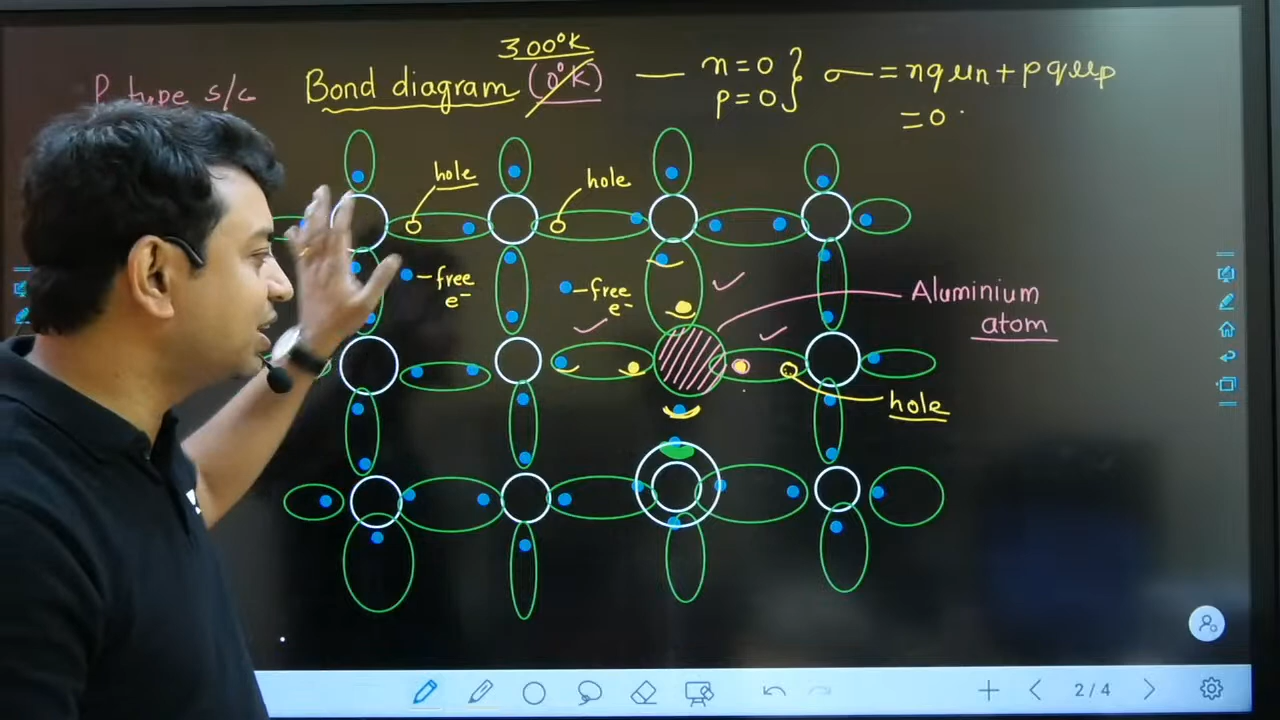 300°K
P type s/c
Bond diagram (0°K) — n = 0
p = 0 } σ = nqμn + pqμp
= 0
hole
hole
– free
e⁻
– free
e⁻
Aluminium
atom
hole
2/4